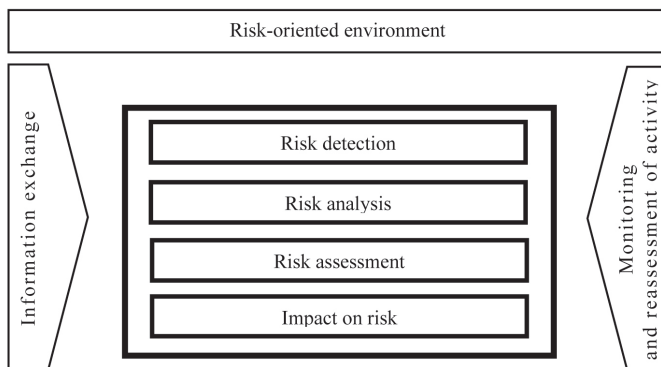 Risk-oriented environment
Information exchange
Risk detection
Risk analysis
Risk assessment
Impact on risk
Monitoring
and reassessment of activity